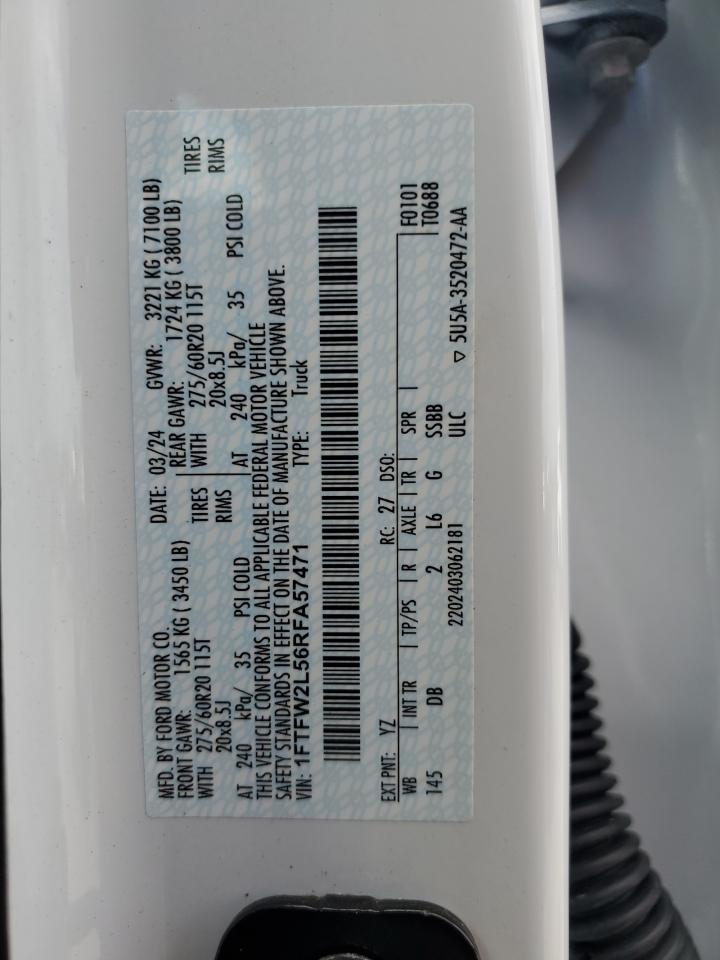 MFD. BY FORD MOTOR CO. DATE: 03/24 GVWR: 3221 KG ( 7100 LB)
FRONT GAWR: 1565 KG ( 3450 LB) REAR GAWR: 1724 KG ( 3800 LB)
WITH 275/60R20 115T TIRES WITH 275/60R20 115T TIRES
20x8.5J RIMS 20x8.5J RIMS
AT 240 kPa/ 35 PSI COLD AT 240 kPa/ 35 PSI COLD
THIS VEHICLE CONFORMS TO ALL APPLICABLE FEDERAL MOTOR VEHICLE
SAFETY STANDARDS IN EFFECT ON THE DATE OF MANUFACTURE SHOWN ABOVE.
VIN: 1FTFW2L56RFA57471 TYPE: Truck
EXT PNT: YZ RC: 27 DSO:
WB INT TR TP/PS R AXLE TR SPR F0101
145 DB 2 L6 G SSBB T0688
2202403062181 ULC ▽ 5U5A-3520472-AA